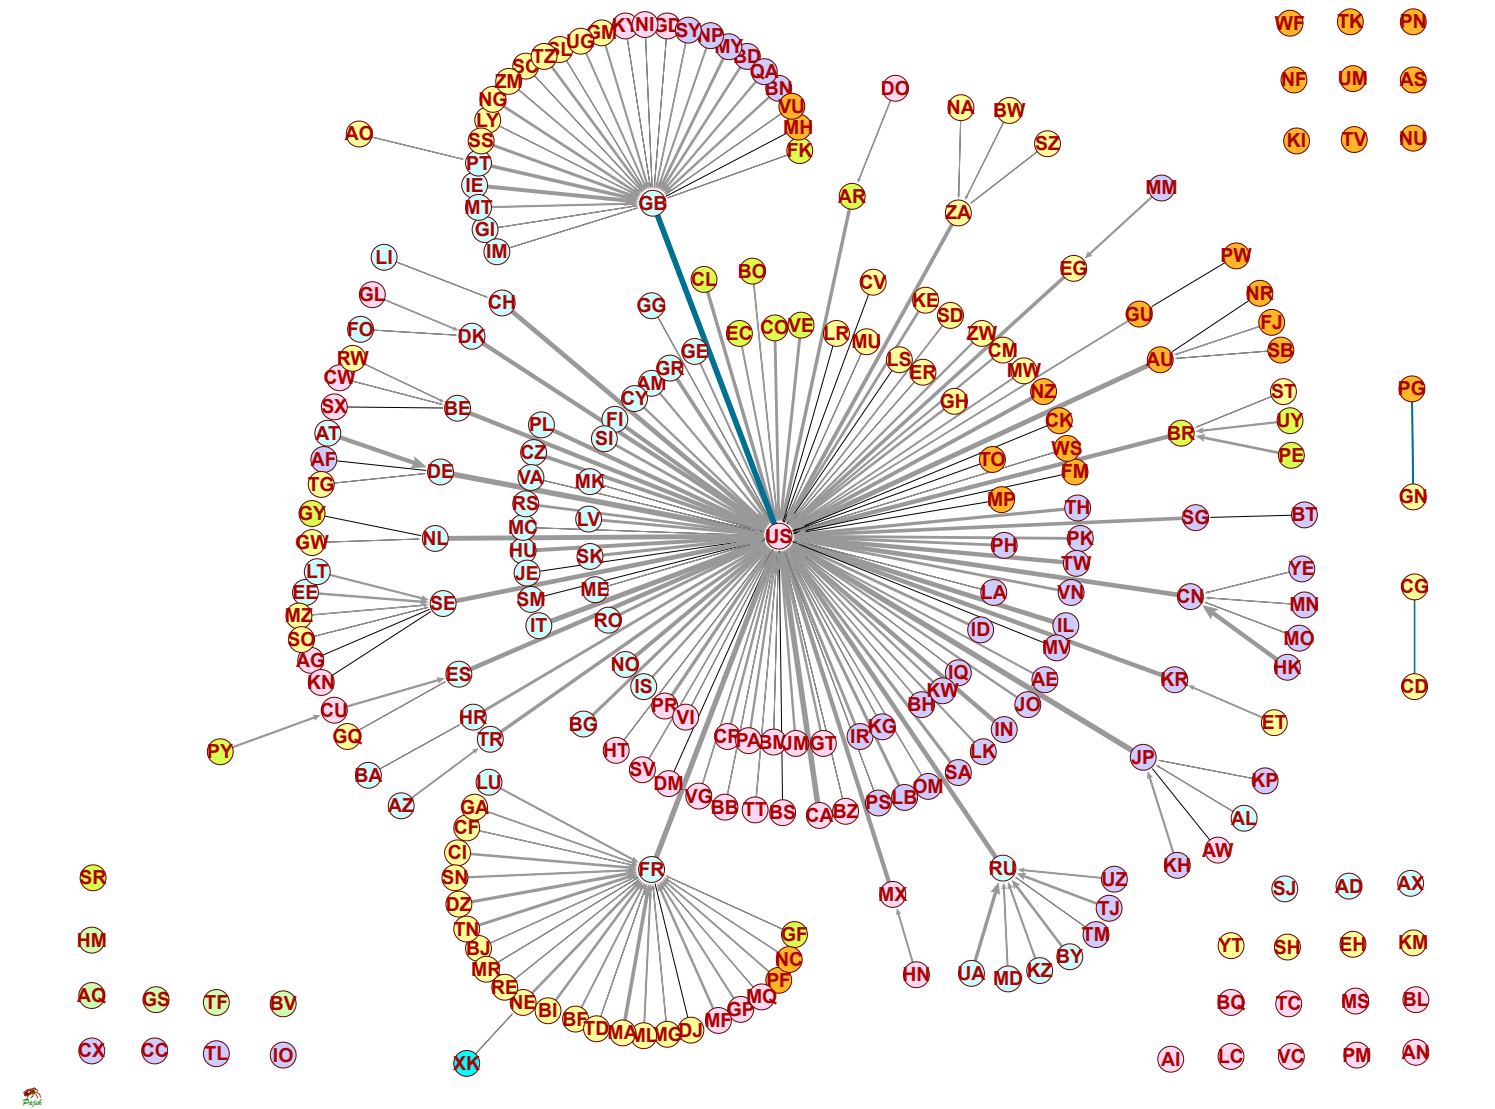 WF TK PN
NF UM AS
KI TV NU
KY NI GD SY NP MY BD QA BN VU MH FK
GM UG SL TZ SC ZM NG LY SS PT IE MT GI IM
AO
GB
DO
AR
NA BW SZ
ZA
MM
EG
PW
GU
NR FJ SB
AU
ST UY PE
BR
LI
CH
GL
FO
DK
RW CW SX
BE
AT AF TG
DE
GY GW
NL
LT EE MZ SO AG KN
SE
CU GQ
ES
PY
HR
BA
TR
AZ
GG
GE GR AM CY FI SI
CL BO
EC CO VE
CV
LR MU
KE SD ZW CM MW
LS ER GH
NZ CK WS FM
TO MP
PL CZ VA RS MC HU JE SM IT
MK LV SK ME RO
US
TH PK TW VN IL MV
PH LA ID
SG BT
CN
YE MN MO HK
KR
ET
PG
GN
CG
CD
NO IS PR VI
BG HT SV DM VG BB TT BS CA BZ
CR PA BM JM GT
IR KG
PS LB OM SA LK IN JO AE
BH KW IQ
JP
KP AL AW KH
LU GA CF CI SN DZ TN BJ MR RE NE BI BF TD MA ML MG DJ MF GP MQ PF NC GF
FR
XK
MX
HN
RU
UZ TJ TM BY KZ MD UA
SR
HM
AQ GS TF BV
CX CC TL IO
SJ AD AX
YT SH EH KM
BQ TC MS BL
AI LC VC PM AN
Pajek